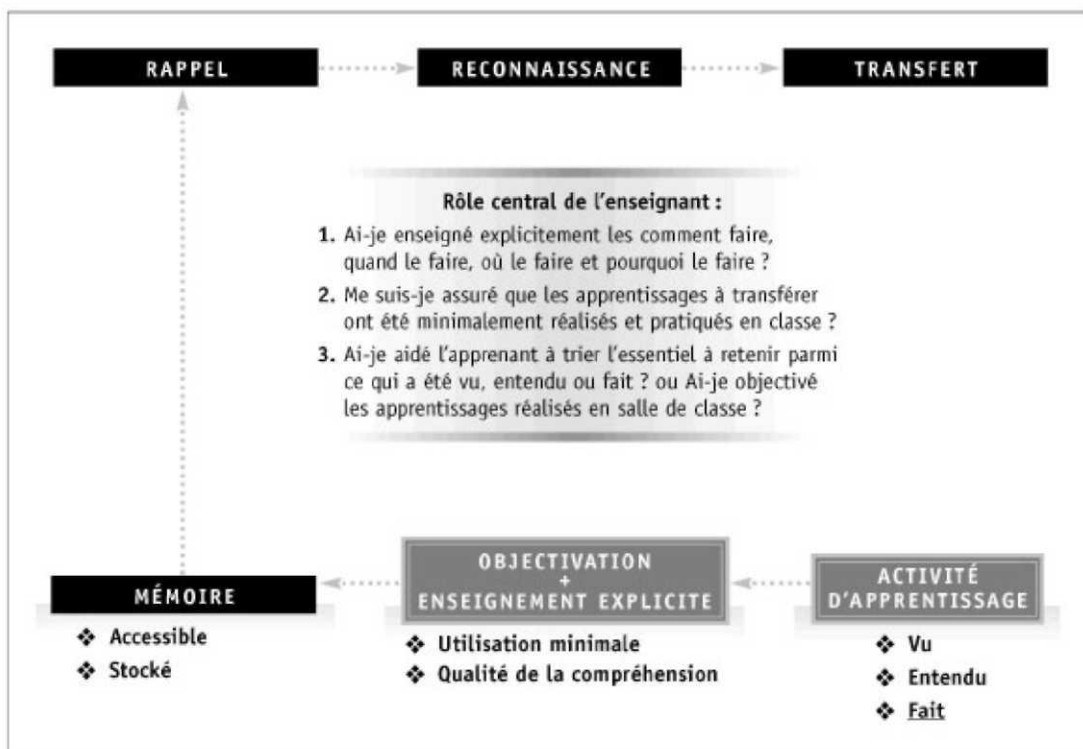 RAPPEL
RECONNAISSANCE
TRANSFERT
Rôle central de l'enseignant :
1. Ai-je enseigné explicitement les comment faire,
quand le faire, où le faire et pourquoi le faire ?
2. Me suis-je assuré que les apprentissages à transférer
ont été minimalement réalisés et pratiqués en classe ?
3. Ai-je aidé l'apprenant à trier l'essentiel à retenir parmi
ce qui a été vu, entendu ou fait ? ou Ai-je objectivé
les apprentissages réalisés en salle de classe ?
MÉMOIRE
❖ Accessible
❖ Stocké
OBJECTIVATION
+
ENSEIGNEMENT EXPLICITE
❖ Utilisation minimale
❖ Qualité de la compréhension
ACTIVITÉ
D'APPRENTISSAGE
❖ Vu
❖ Entendu
❖ Fait